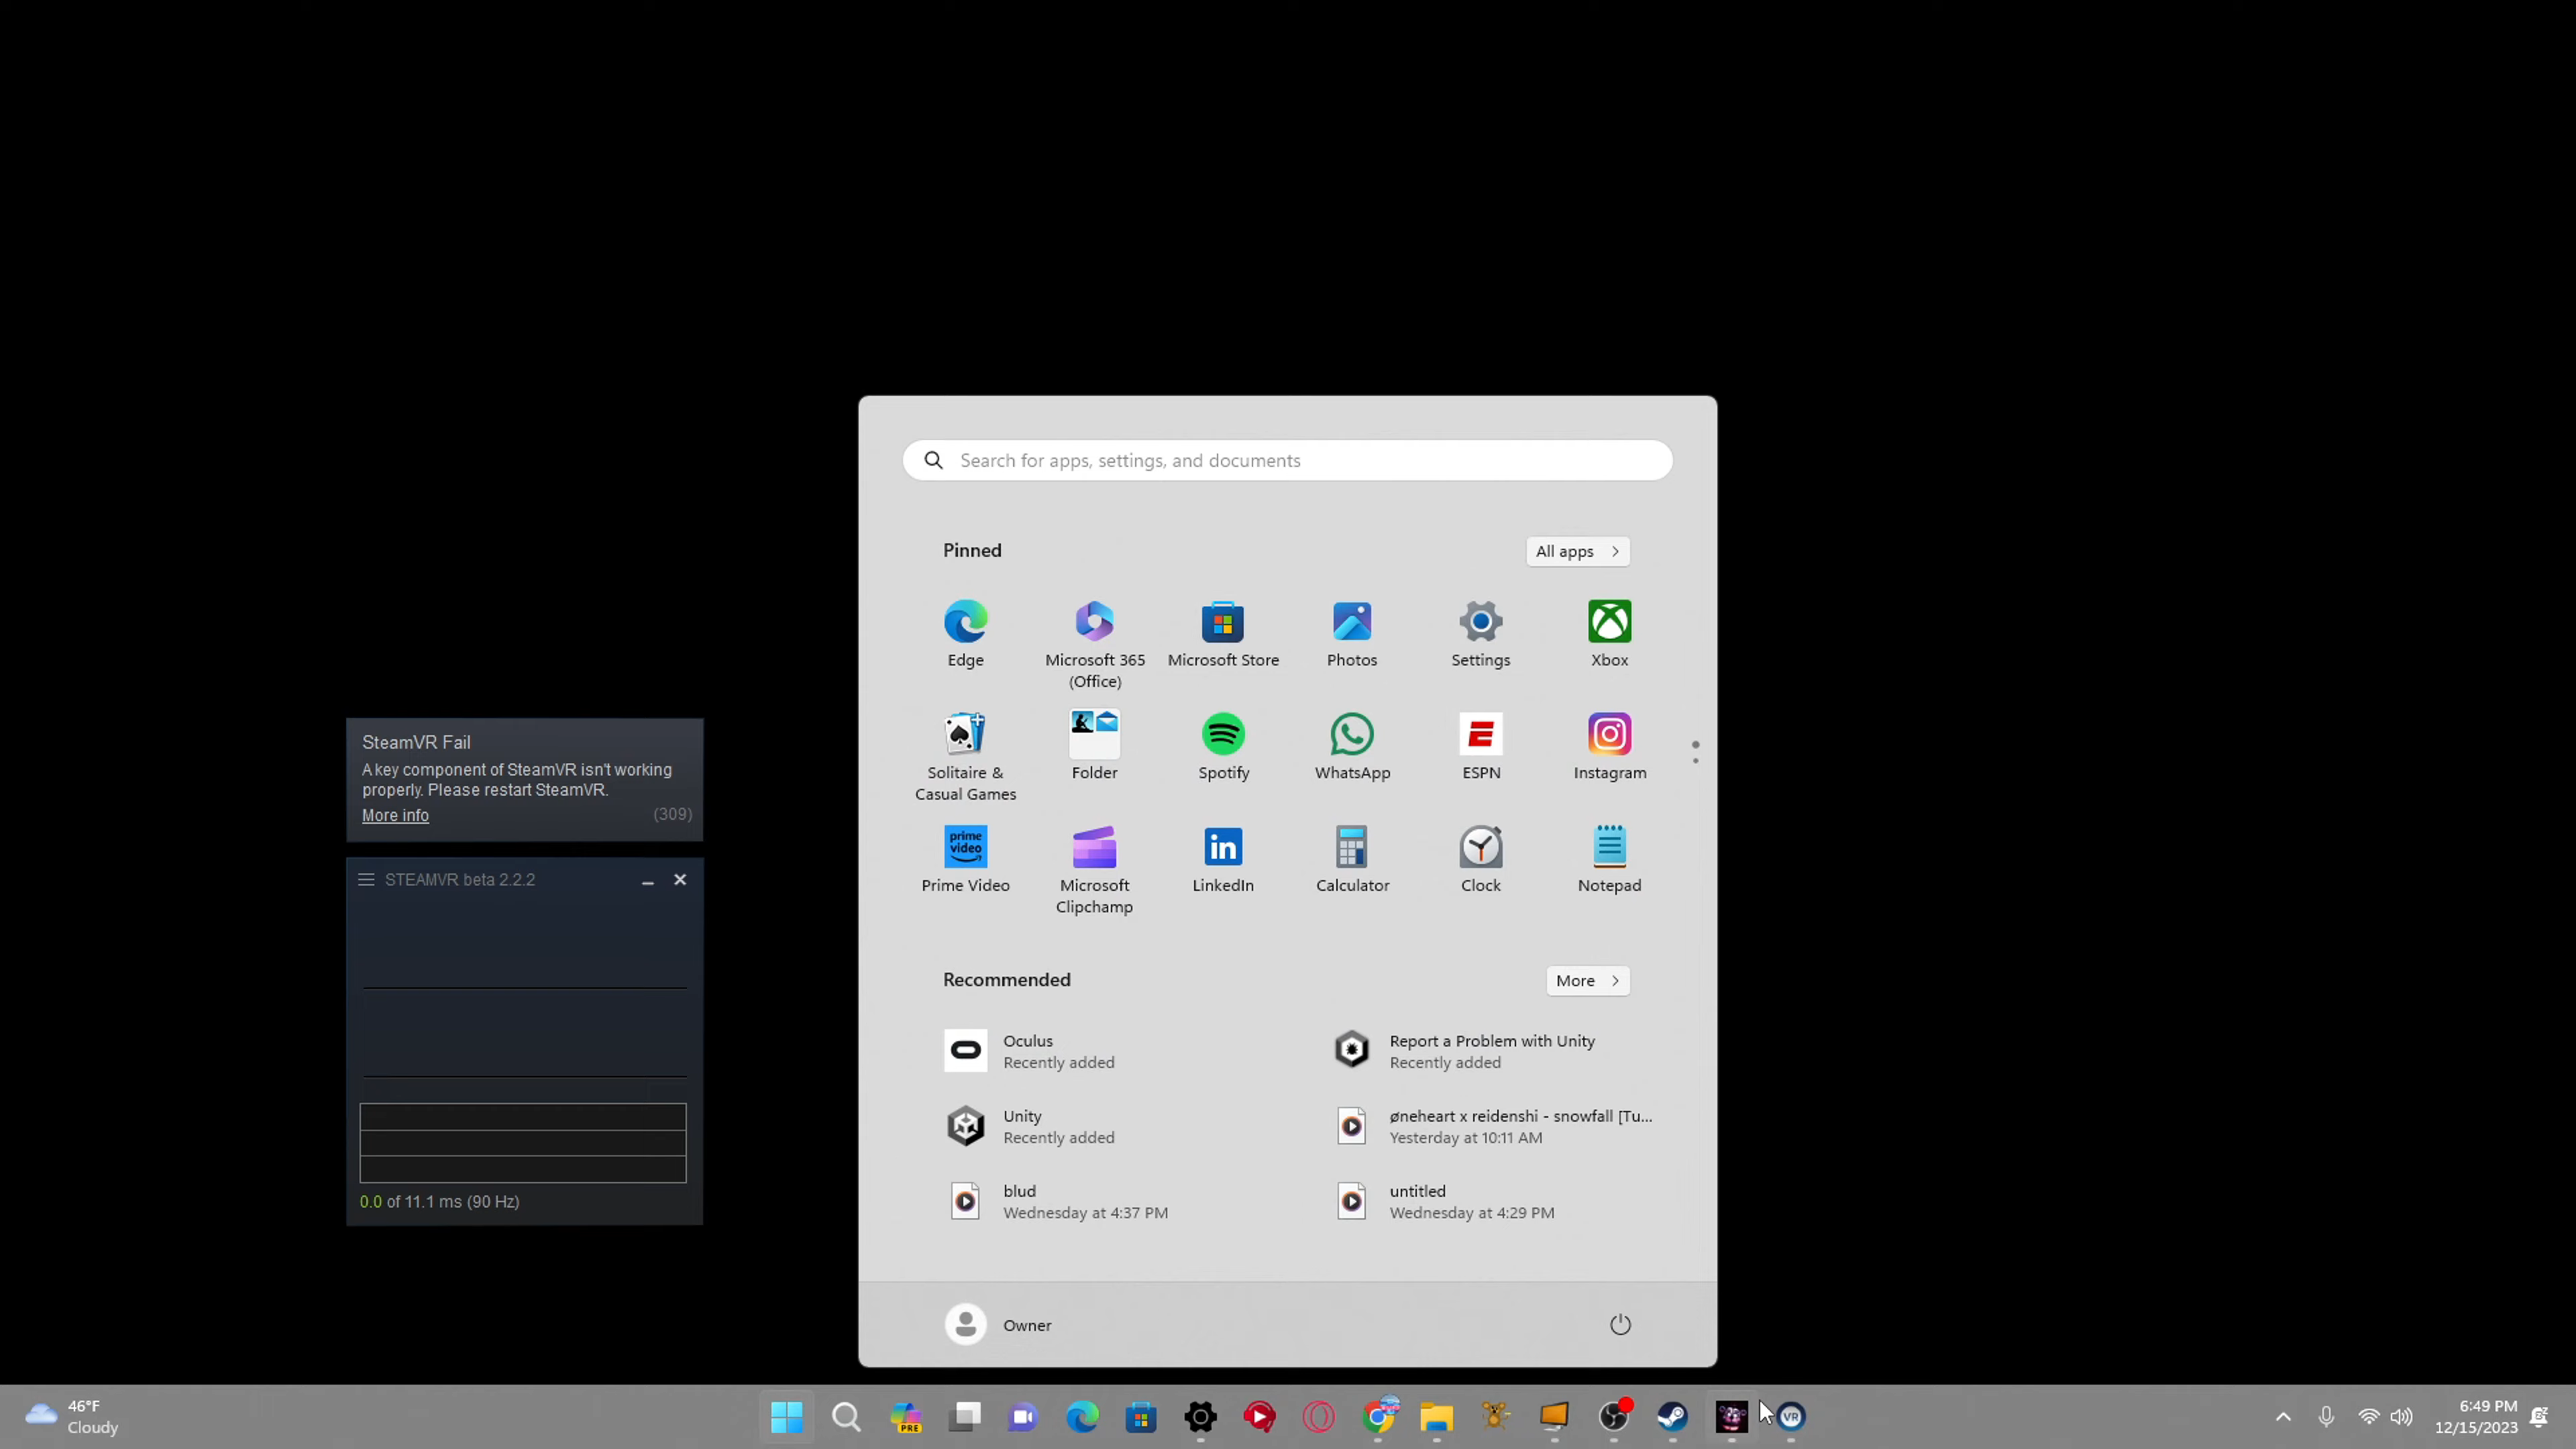 Search for apps, settings, and documents
Pinned
All apps
Edge
Microsoft 365
(Office)
Microsoft Store
Photos
Settings
Xbox
Solitaire &
Casual Games
Folder
Spotify
WhatsApp
ESPN
Instagram
prime
video
Prime Video
Microsoft
Clipchamp
in
LinkedIn
Calculator
Clock
Notepad
Recommended
More
Oculus
Recently added
Report a Problem with Unity
Recently added
Unity
Recently added
øneheart x reidenshi - snowfall [Tu...
Yesterday at 10:11 AM
blud
Wednesday at 4:37 PM
untitled
Wednesday at 4:29 PM
Owner
SteamVR Fail
A key component of SteamVR isn't working
properly. Please restart SteamVR.
More info
(309)
STEAMVR beta 2.2.2
0.0 of 11.1 ms (90 Hz)
46°F
Cloudy
PRE
VR
6:49 PM
12/15/2023